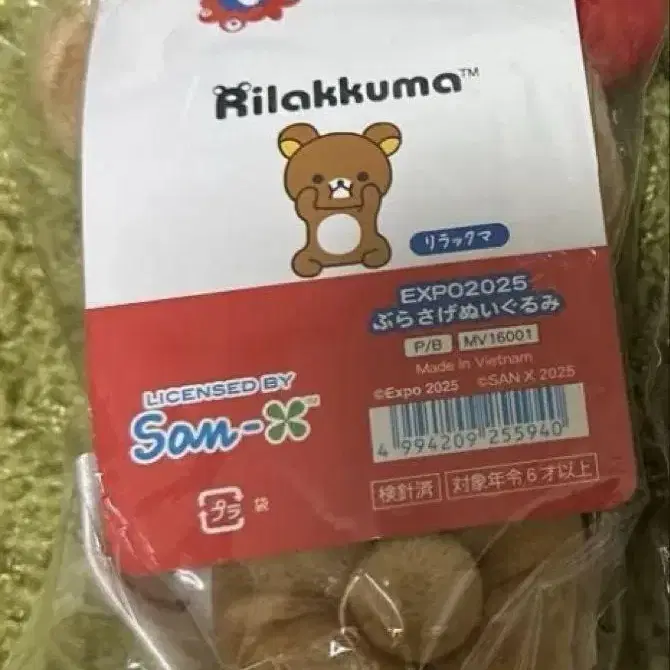 Rilakkuma™
リラックマ
EXPO2025
ぶらさげぬいぐるみ
P/B MV16001
Made in Vietnam
©Expo 2025 ©SAN X 2025
LICENSED BY
San-X™
4 994209 255940
検針済 対象年令6才以上
プラ 袋